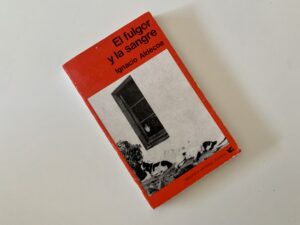 El fulgor
y la sangre
Ignacio Aldecoa